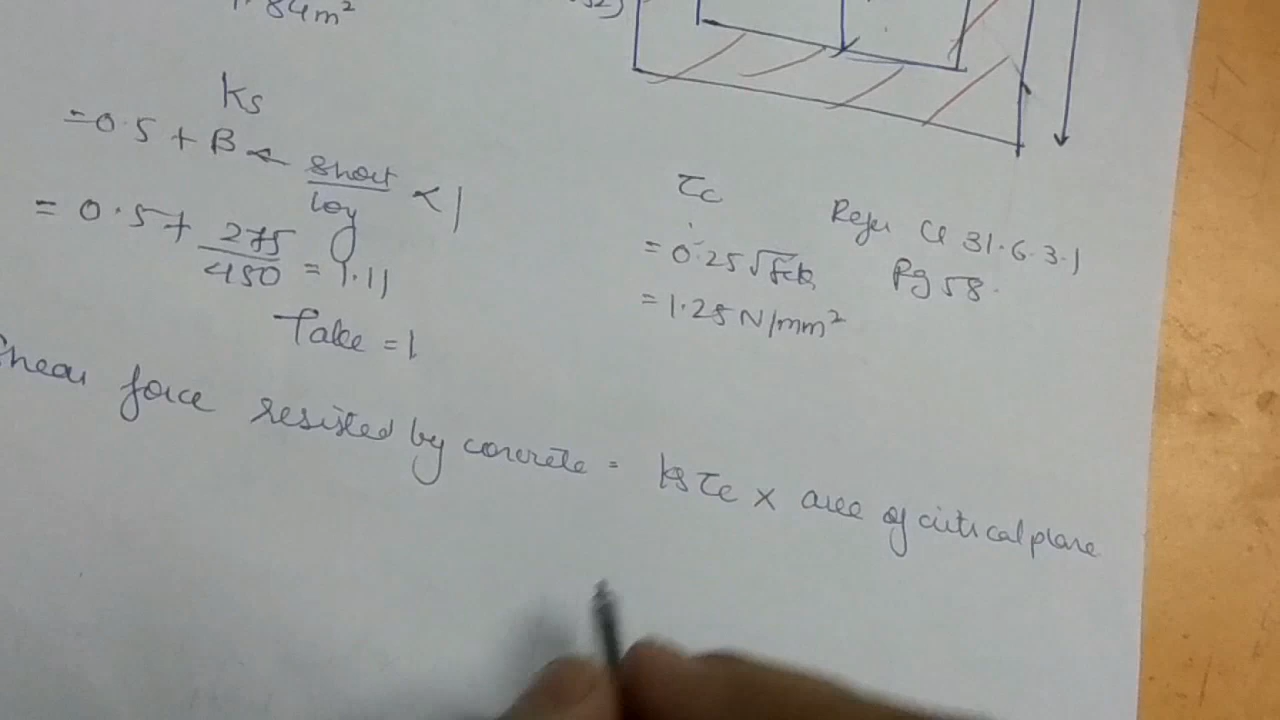 84m²
ks
=0.5 + β ← short/long < 1
= 0.5 + 275/450 = 1.11
Take = 1
τc
= 0.25 √fck
= 1.25 N/mm²
Refer Cl 31.6.3.1
Pg 58.
Shear force resisted by concrete = ks τc × area of critical plane